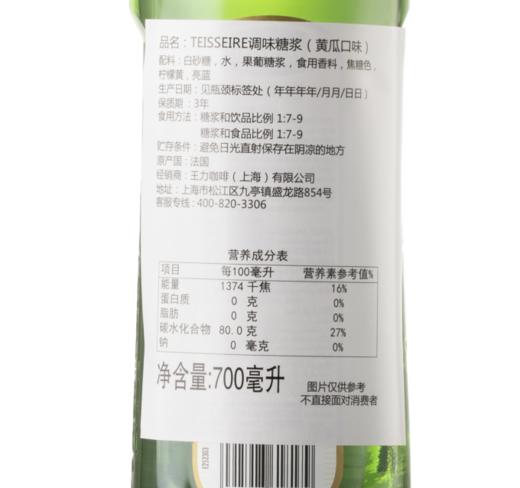 品名：TEISSEIRE调味糖浆（黄瓜口味）
配料：白砂糖，水，果葡糖浆，食用香料，焦糖色，
柠檬黄，亮蓝
生产日期：见瓶颈标签处（年年年年/月月/日日）
保质期：3年
食用方法：糖浆和饮品比例 1:7-9
糖浆和食品比例 1:7-9
贮存条件：避免日光直射保存在阴凉的地方
原产国：法国
经销商：王力咖啡（上海）有限公司
地址：上海市松江区九亭镇盛龙路854号
客服专线：400-820-3306
营养成分表
项目 每100毫升 营养素参考值%
能量 1374 千焦 16%
蛋白质 0 克 0%
脂肪 0 克 0%
碳水化合物 80.0 克 27%
钠 0 毫克 0%
净含量:700毫升
图片仅供参考
不直接面对消费者
E252303